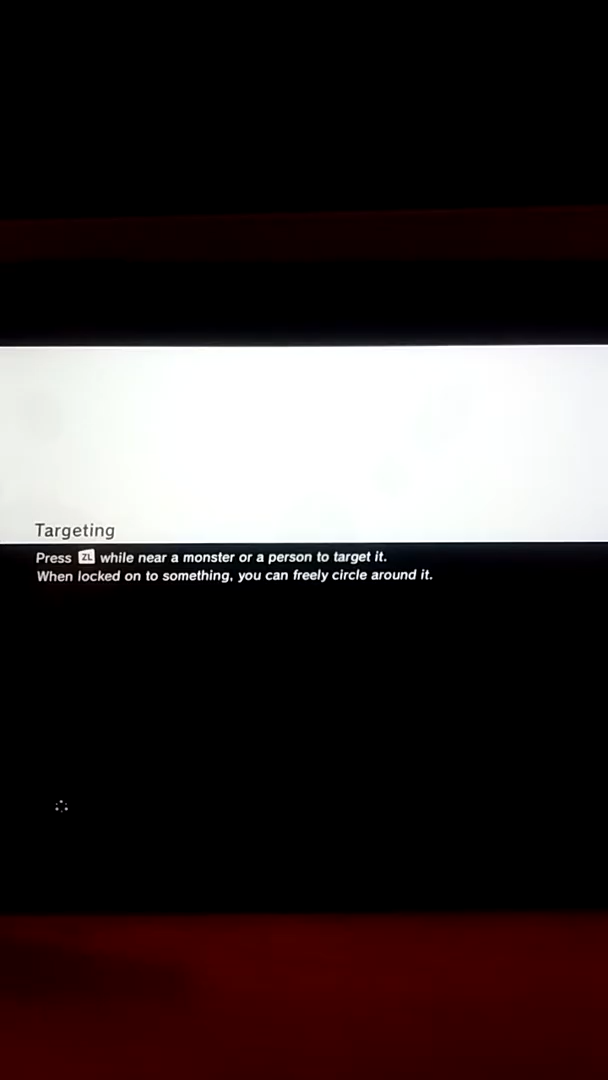 Targeting
Press ZL while near a monster or a person to target it.
When locked on to something, you can freely circle around it.